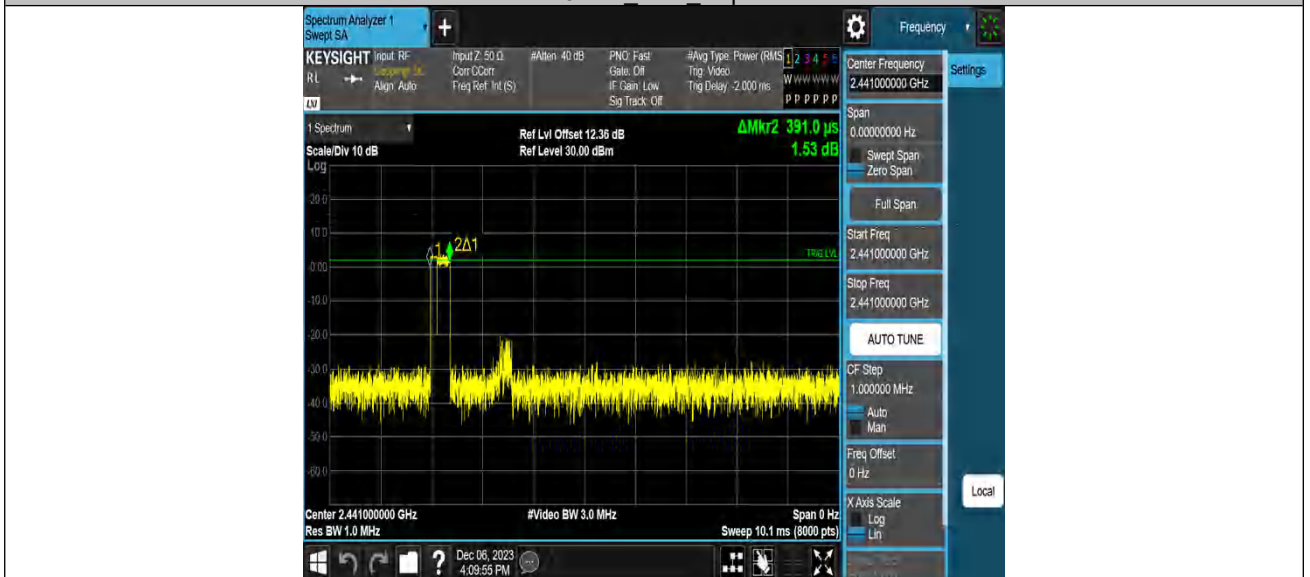 Spectrum Analyzer 1
Swept SA
+
Frequency
KEYSIGHT
RL
LXI
Input: RF
Coupling: DC
Align: Auto
Input Z: 50 Ω
Corr CCorr
Freq Ref: Int (S)
#Atten: 40 dB
PNO: Fast
Gate: Off
IF Gain: Low
Sig Track: Off
#Avg Type: Power (RMS
Trig: Video
Trig Delay: -2.000 ms
1 2 3 4 5 6
W W W W W W
P P P P P P
1 Spectrum
Scale/Div 10 dB
Log
Ref Lvl Offset 12.36 dB
Ref Level 30.00 dBm
ΔMkr2 391.0 µs
1.53 dB
20.0
10.0
0.00
-10.0
-20.0
-30.0
-40.0
-50.0
-60.0
1
2Δ1
TRIG LVL
Center 2.441000000 GHz
Res BW 1.0 MHz
#Video BW 3.0 MHz
Span 0 Hz
Sweep 10.1 ms (8000 pts)
?
Dec 06, 2023
4:09:55 PM
Center Frequency
2.441000000 GHz
Span
0.00000000 Hz
Swept Span
Zero Span
Full Span
Start Freq
2.441000000 GHz
Stop Freq
2.441000000 GHz
AUTO TUNE
CF Step
1.000000 MHz
Auto
Man
Freq Offset
0 Hz
X Axis Scale
Log
Lin
Settings
Local